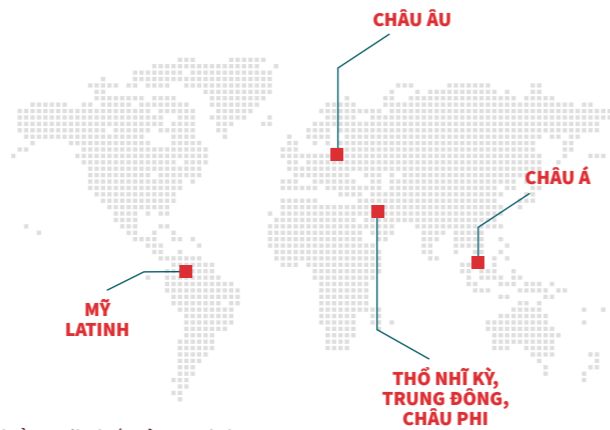 CHÂU ÂU
CHÂU Á
MỸ
LATINH
THỔ NHĨ KỲ,
TRUNG ĐÔNG,
CHÂU PHI